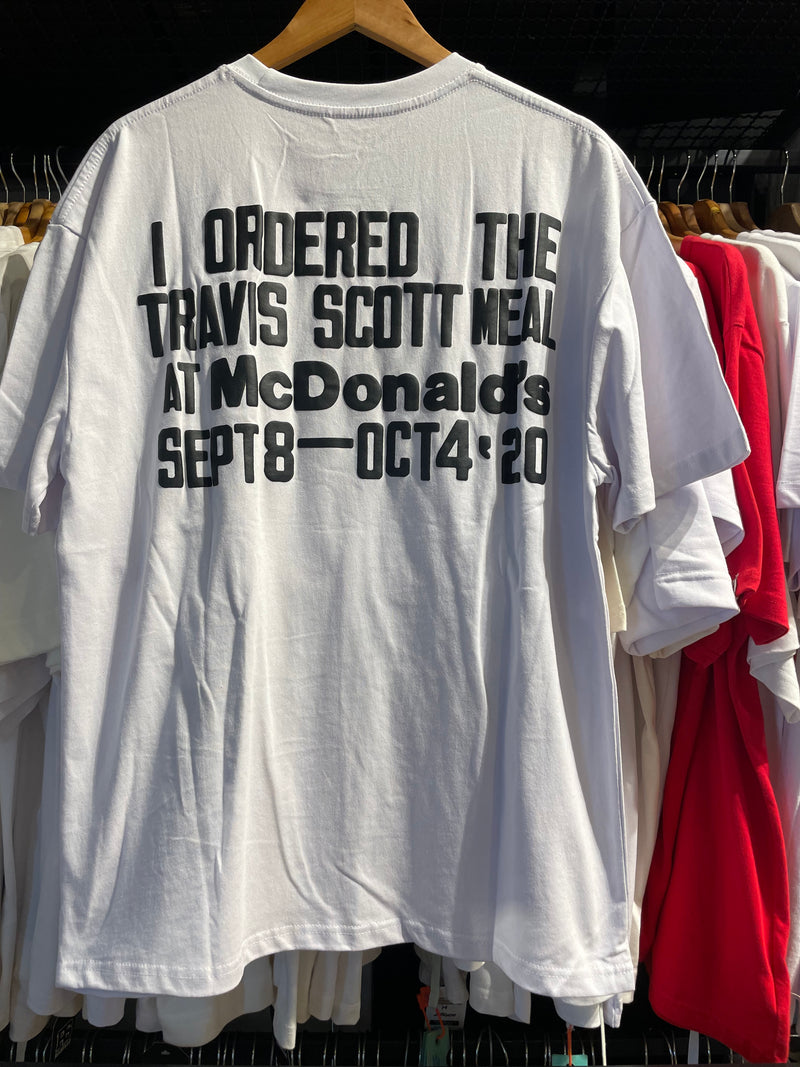 I ORDERED THE
TRAVIS SCOTT MEAL
AT McDonald's
SEPT8—OCT4'20